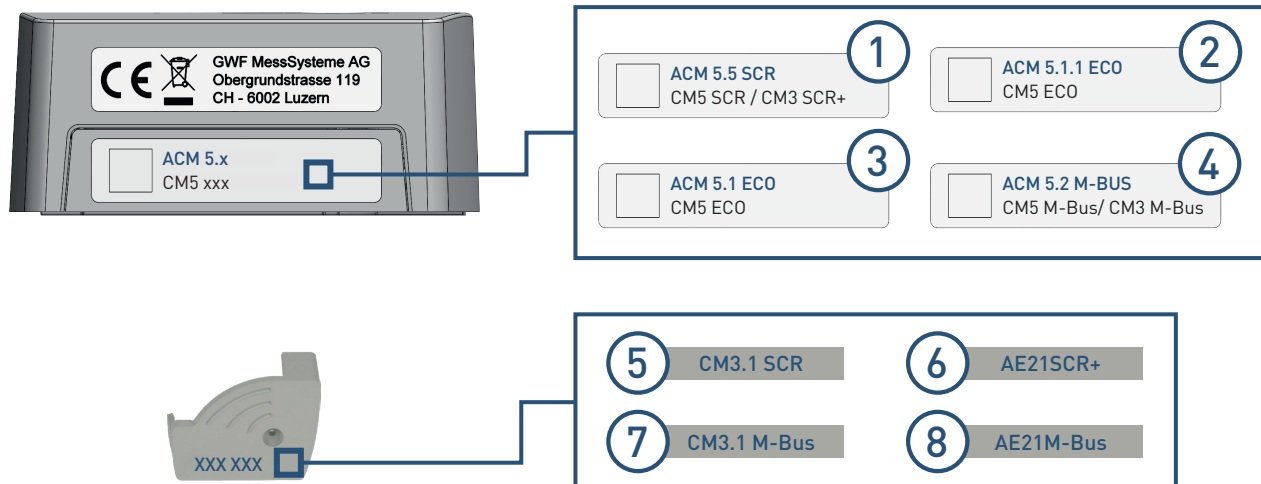 CE GWF MessSysteme AG
Obergrundstrasse 119
CH - 6002 Luzern
ACM 5.x
CM5 xxx
1
ACM 5.5 SCR
CM5 SCR / CM3 SCR+
2
ACM 5.1.1 ECO
CM5 ECO
3
ACM 5.1 ECO
CM5 ECO
4
ACM 5.2 M-BUS
CM5 M-Bus/ CM3 M-Bus
XXX XXX
5 CM3.1 SCR
6 AE21SCR+
7 CM3.1 M-Bus
8 AE21M-Bus